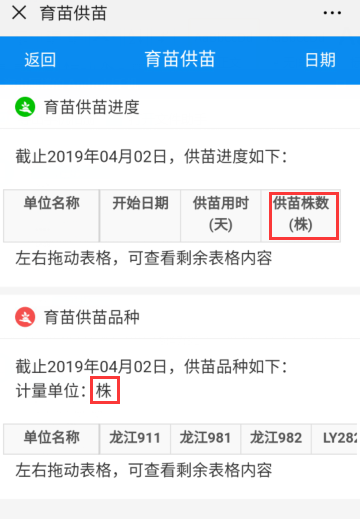 育苗供苗
返回 育苗供苗 日期
育苗供苗进度
截止2019年04月02日，供苗进度如下：
单位名称 开始日期 供苗用时 供苗株数
(天) (株)
左右拖动表格，可查看剩余表格内容
育苗供苗品种
截止2019年04月02日，供苗品种如下：
计量单位：株
单位名称 龙江911 龙江981 龙江982 LY282
左右拖动表格，可查看剩余表格内容